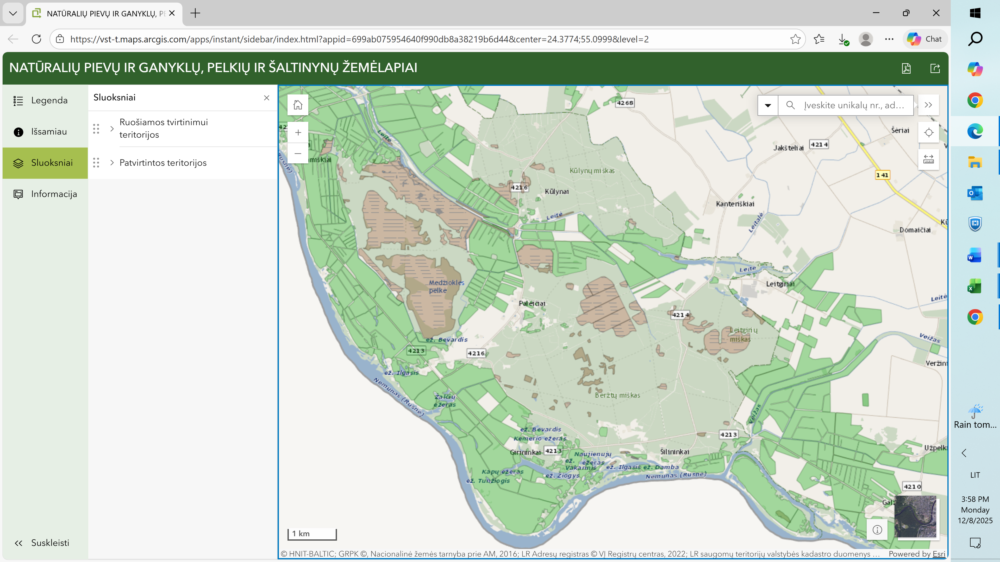 NATŪRALIŲ PIEVŲ IR GANYKLŲ, PE
https://vst-t.maps.arcgis.com/apps/instant/sidebar/index.html?appid=699ab075954640f990db8a38219b6d44&center=24.3774;55.0999&level=2
Chat
NATŪRALIŲ PIEVŲ IR GANYKLŲ, PELKIŲ IR ŠALTINYNŲ ŽEMĖLAPIAI
Legenda
Išsamiau
Sluoksniai
Informacija
Suskleisti
Sluoksniai
Ruošiamos tvirtinimui
teritorijos
Patvirtintos teritorijos
Įveskite unikalų nr., ad...
4268
Šeriai
Jakšteliai
4214
Leitė
miškiai
Kūlynų miškas
141
4216
Kūlynai
Kanteriškiai
Leitė
Leitalė
Domaičiai
Leitė
Medžioklės
pelkė
Leitgiriai
Leitė
Paleičiai
4214
Leitgirių
miškas
Veižas
ež. Bevardis
4213
4216
ež. Ilgasis
Nemunas (Rusnė)
Žalčių
ežeras
Beržtų miškas
Veižas
ež. Bevardis
Kemerio ežeras
4213
Girininkai
4213
Šilininkai
Naujienujų
ežeras
ež.
Vakarinis
ež. Ilgasis
ež. Damba
Kapų ežeras
ež. Žiogys
Nemunas (Rusnė)
ež. Tunžiogis
4210
1 km
© HNIT-BALTIC; GRPK ©, Nacionalinė žemės tarnyba prie AM, 2016; LR Adresų registras © VĮ Registrų centras, 2022; LR saugomų teritorijų valstybės kadastro duomenys ...
Powered by Esri
Rain tom...
LIT
3:58 PM
Monday
12/8/2025